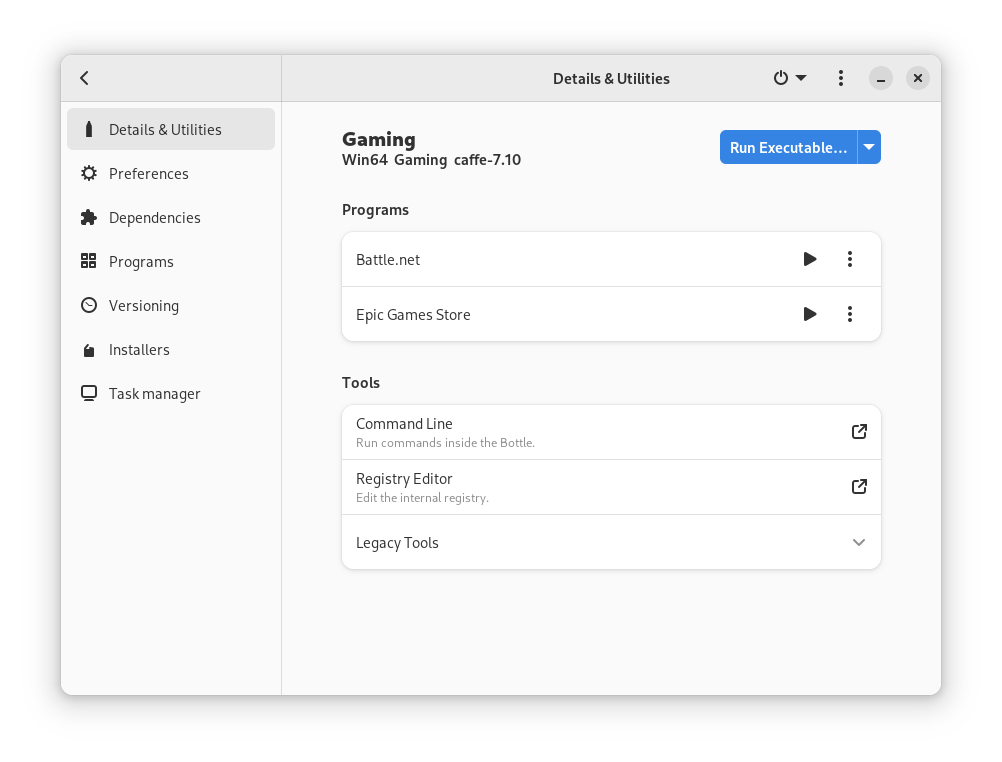 Details & Utilities
Details & Utilities
Preferences
Dependencies
Programs
Versioning
Installers
Task manager
Gaming
Win64 Gaming caffe-7.10
Run Executable...
Programs
Battle.net
Epic Games Store
Tools
Command Line
Run commands inside the Bottle.
Registry Editor
Edit the internal registry.
Legacy Tools